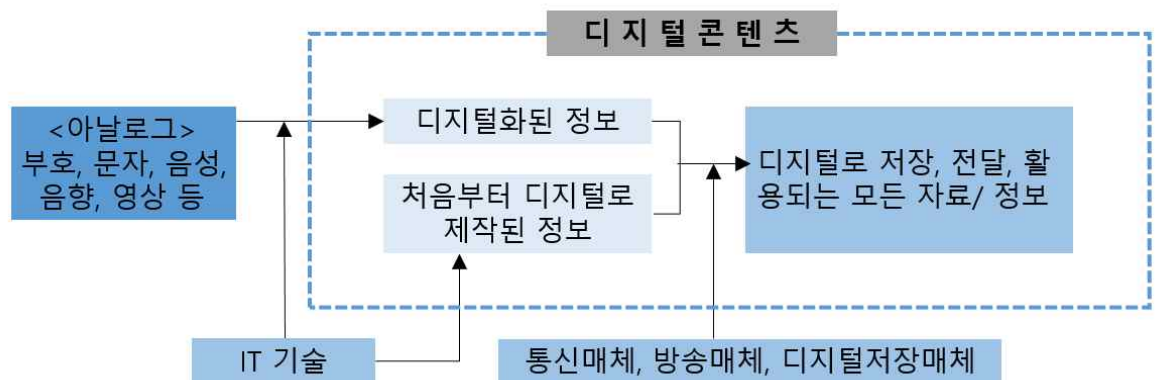 디 지 털 콘 텐 츠
<아날로그>
부호, 문자, 음성,
음향, 영상 등
디지털화된 정보
처음부터 디지털로
제작된 정보
디지털로 저장, 전달, 활
용되는 모든 자료/ 정보
IT 기술
통신매체, 방송매체, 디지털저장매체